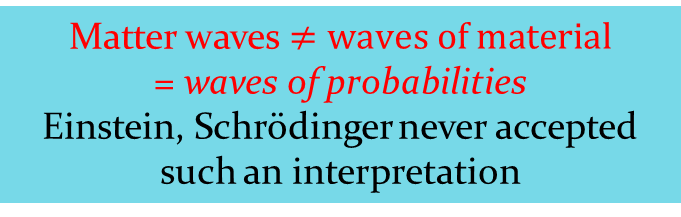 Matter waves ≠ waves of material
= waves of probabilities
Einstein, Schrödinger never accepted
such an interpretation